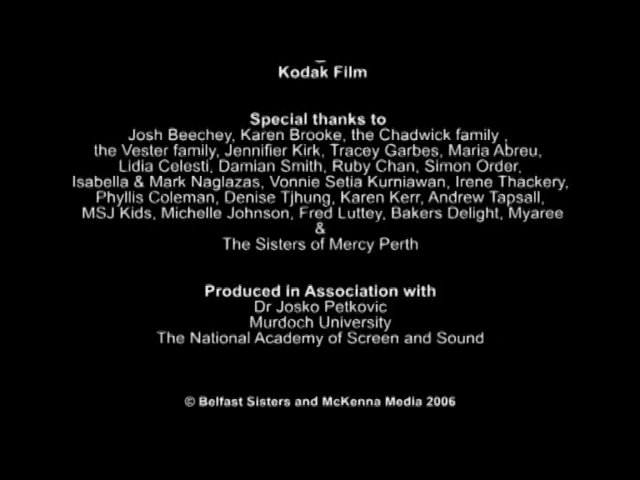 Kodak Film
Special thanks to
Josh Beechey, Karen Brooke, the Chadwick family ,
the Vester family, Jennifier Kirk, Tracey Garbes, Maria Abreu,
Lidia Celesti, Damian Smith, Ruby Chan, Simon Order,
Isabella & Mark Naglazas, Vonnie Setia Kurniawan, Irene Thackery,
Phyllis Coleman, Denise Tjhung, Karen Kerr, Andrew Tapsall,
MSJ Kids, Michelle Johnson, Fred Luttey, Bakers Delight, Myaree
&
The Sisters of Mercy Perth
Produced in Association with
Dr Josko Petkovic
Murdoch University
The National Academy of Screen and Sound
© Belfast Sisters and McKenna Media 2006